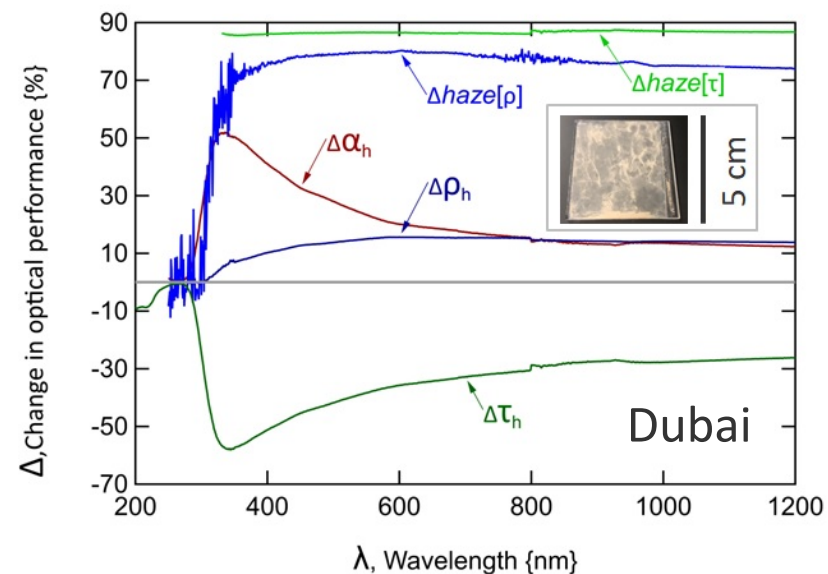 Δ,Change in optical performance {%}
90
70
50
30
10
-10
-30
-50
-70
Δhaze[ρ]
Δhaze[τ]
Δαh
Δρh
5 cm
Δτh
Dubai
200 400 600 800 1000 1200
λ, Wavelength {nm}